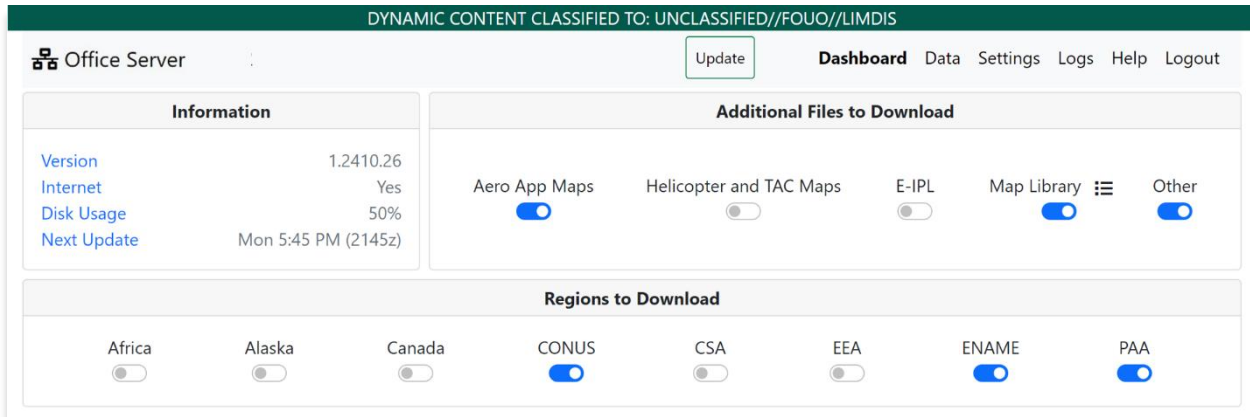 DYNAMIC CONTENT CLASSIFIED TO: UNCLASSIFIED//FOUO//LIMDIS
Office Server
Update
Dashboard Data Settings Logs Help Logout
Information
Version 1.2410.26
Internet Yes
Disk Usage 50%
Next Update Mon 5:45 PM (2145z)
Additional Files to Download
Aero App Maps Helicopter and TAC Maps E-IPL Map Library Other
Regions to Download
Africa Alaska Canada CONUS CSA EEA ENAME PAA